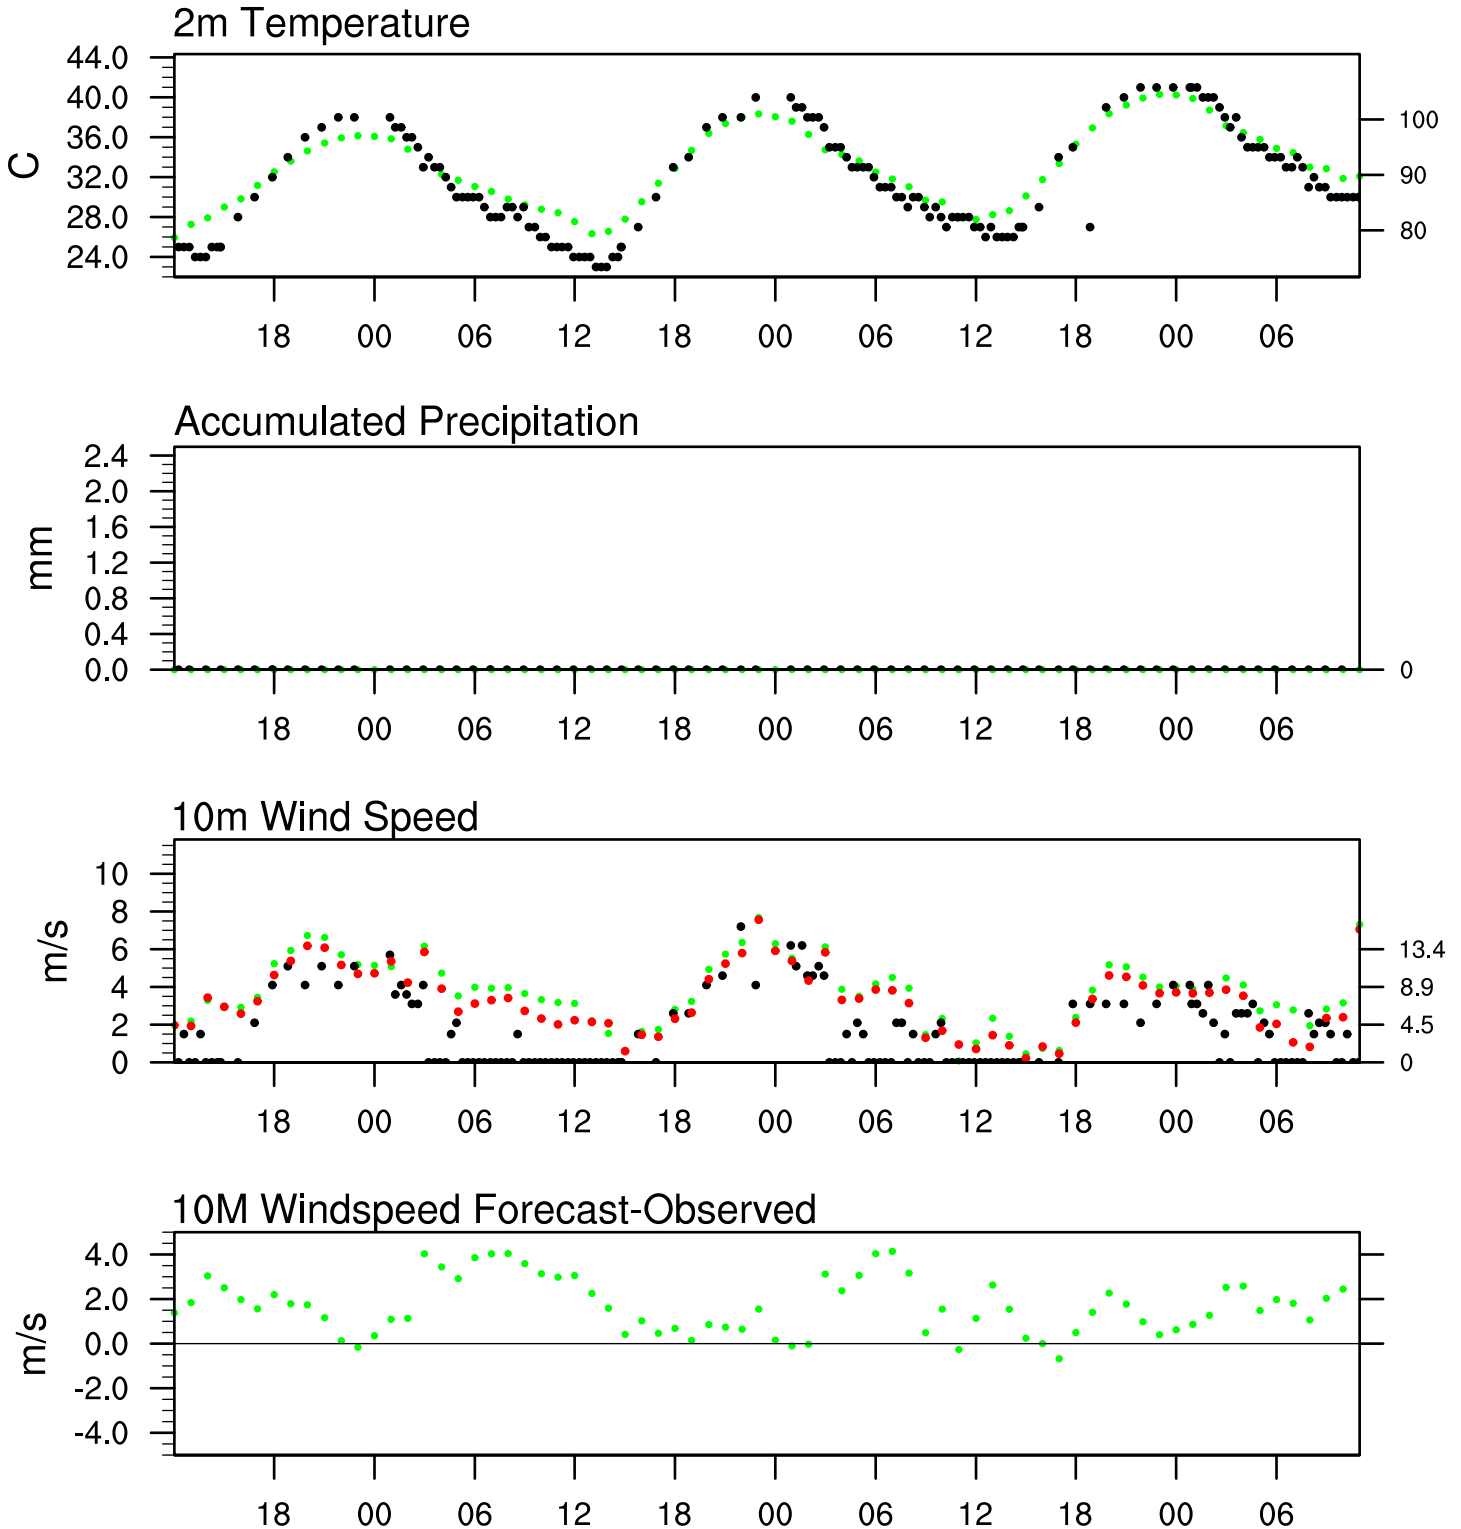 2m Temperature
44.0
40.0
36.0
32.0
28.0
24.0
C
100
90
80
18 00 06 12 18 00 06 12 18 00 06
Accumulated Precipitation
2.4
2.0
1.6
1.2
0.8
0.4
0.0
mm
0
18 00 06 12 18 00 06 12 18 00 06
10m Wind Speed
10
8
6
4
2
0
m/s
13.4
8.9
4.5
0
18 00 06 12 18 00 06 12 18 00 06
10M Windspeed Forecast-Observed
4.0
2.0
0.0
-2.0
-4.0
m/s
18 00 06 12 18 00 06 12 18 00 06